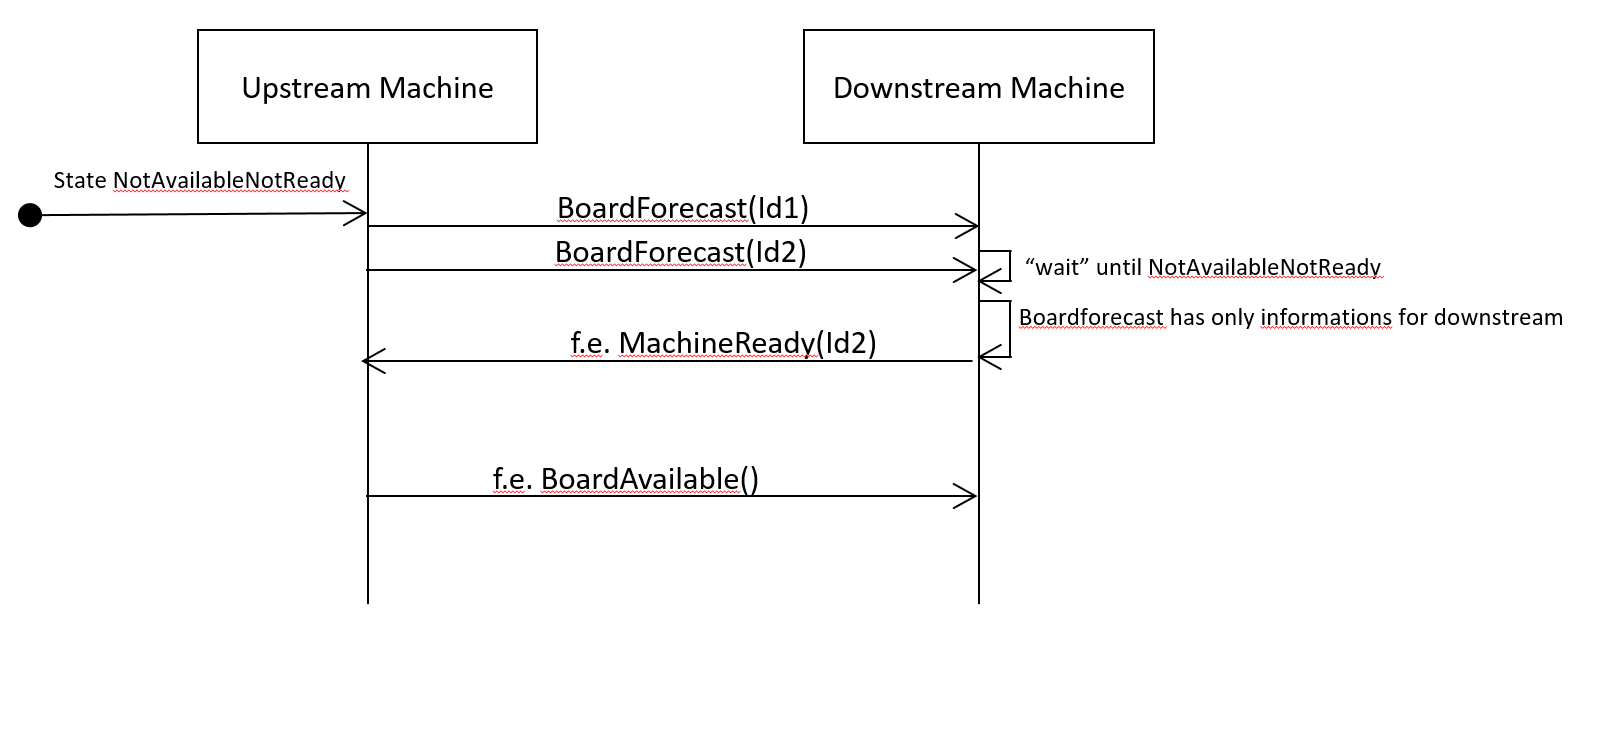 Upstream Machine
Downstream Machine
State NotAvailableNotReady
BoardForecast(Id1)
BoardForecast(Id2)
“wait” until NotAvailableNotReady
Boardforecast has only informations for downstream
f.e. MachineReady(Id2)
f.e. BoardAvailable()